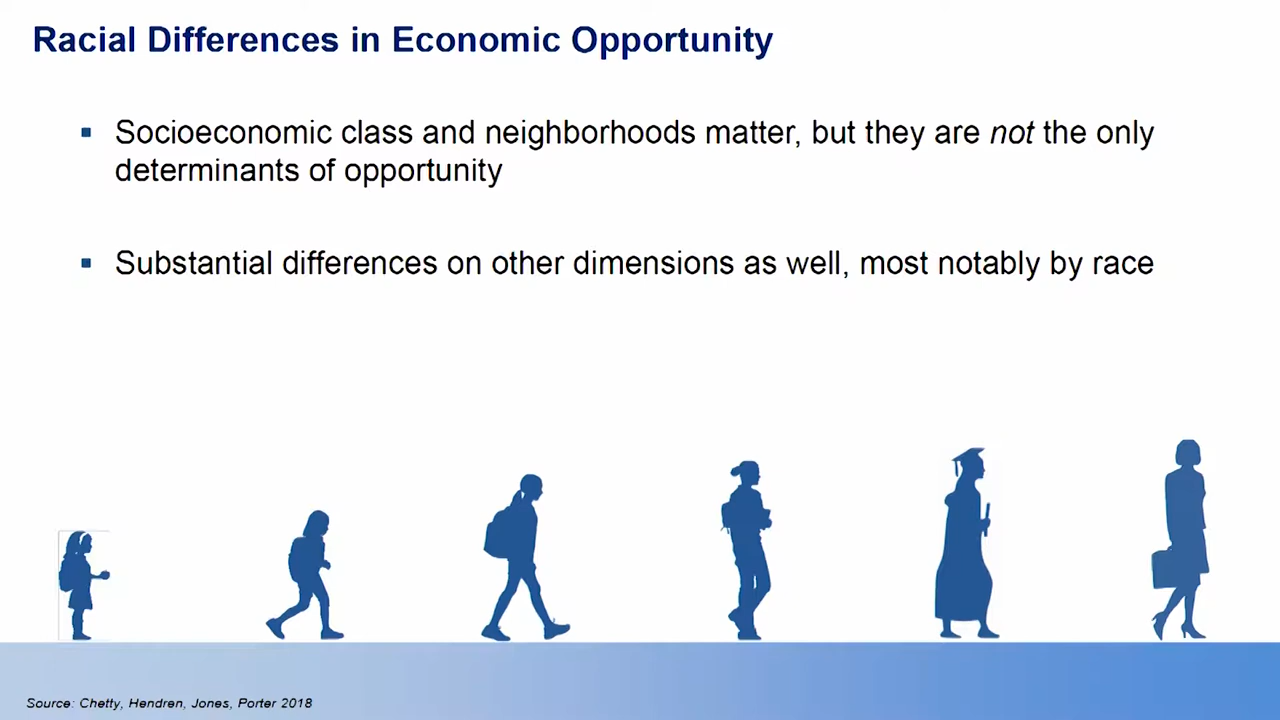 Racial Differences in Economic Opportunity
▪ Socioeconomic class and neighborhoods matter, but they are not the only
determinants of opportunity
▪ Substantial differences on other dimensions as well, most notably by race
Source: Chetty, Hendren, Jones, Porter 2018